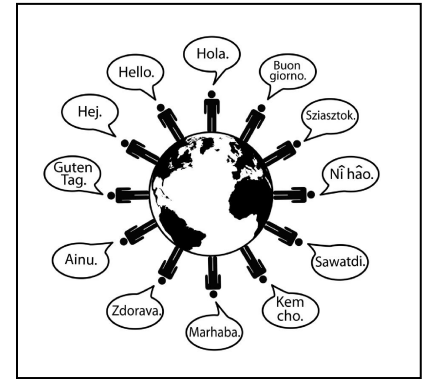 Hola.
Buon
giorno.
Sziasztok.
Nî hâo.
Sawatdi.
Kem
cho.
Marhaba.
Zdorava.
Ainu.
Guten
Tag.
Hej.
Hello.